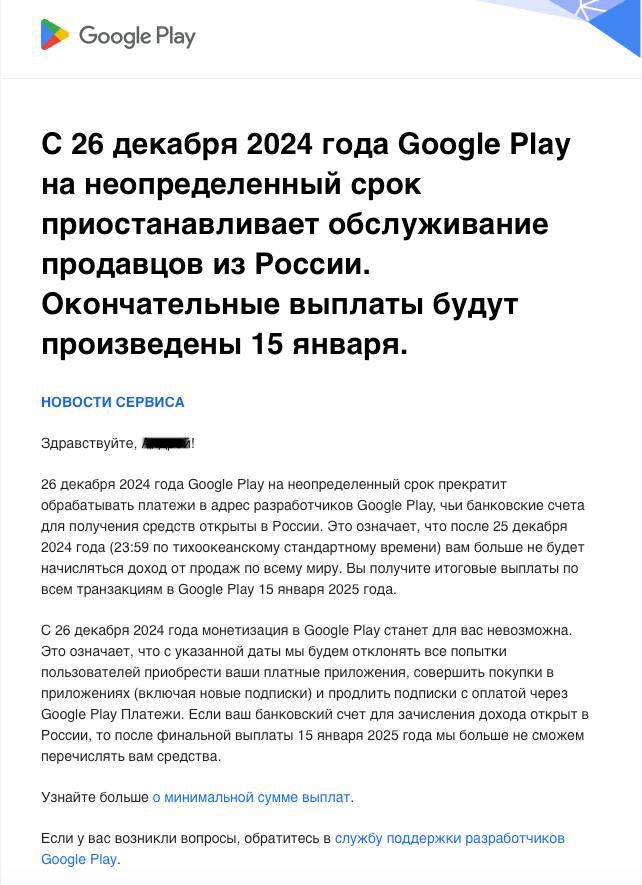 Google Play
С 26 декабря 2024 года Google Play
на неопределенный срок
приостанавливает обслуживание
продавцов из России.
Окончательные выплаты будут
произведены 15 января.
НОВОСТИ СЕРВИСА
Здравствуйте, !
26 декабря 2024 года Google Play на неопределенный срок прекратит
обрабатывать платежи в адрес разработчиков Google Play, чьи банковские счета
для получения средств открыты в России. Это означает, что после 25 декабря
2024 года (23:59 по тихоокеанскому стандартному времени) вам больше не будет
начисляться доход от продаж по всему миру. Вы получите итоговые выплаты по
всем транзакциям в Google Play 15 января 2025 года.
С 26 декабря 2024 года монетизация в Google Play станет для вас невозможна.
Это означает, что с указанной даты мы будем отклонять все попытки
пользователей приобрести ваши платные приложения, совершить покупки в
приложениях (включая новые подписки) и продлить подписки с оплатой через
Google Play Платежи. Если ваш банковский счет для зачисления дохода открыт в
России, то после финальной выплаты 15 января 2025 года мы больше не сможем
перечислять вам средства.
Узнайте больше о минимальной сумме выплат.
Если у вас возникли вопросы, обратитесь в службу поддержки разработчиков
Google Play.